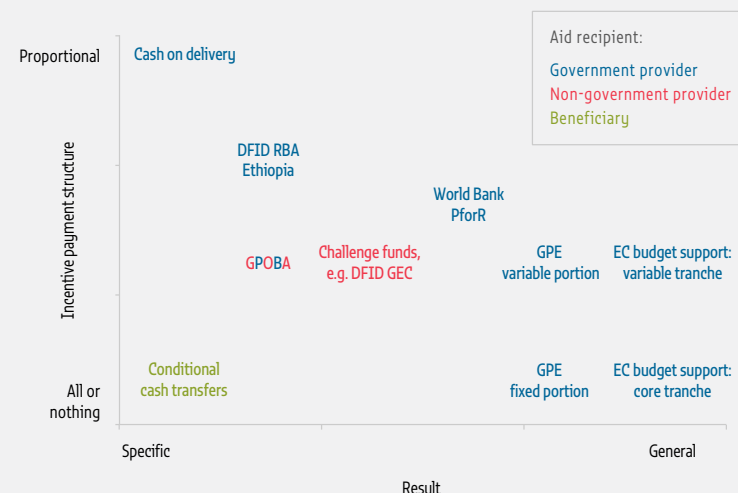 Aid recipient:
Government provider
Non-government provider
Beneficiary
Proportional
Cash on delivery
DFID RBA
Ethiopia
World Bank
PforR
Incentive payment structure
GPOBA
Challenge funds,
e.g. DFID GEC
GPE
variable portion
EC budget support:
variable tranche
Conditional
cash transfers
GPE
fixed portion
EC budget support:
core tranche
All or
nothing
Specific
General
Result